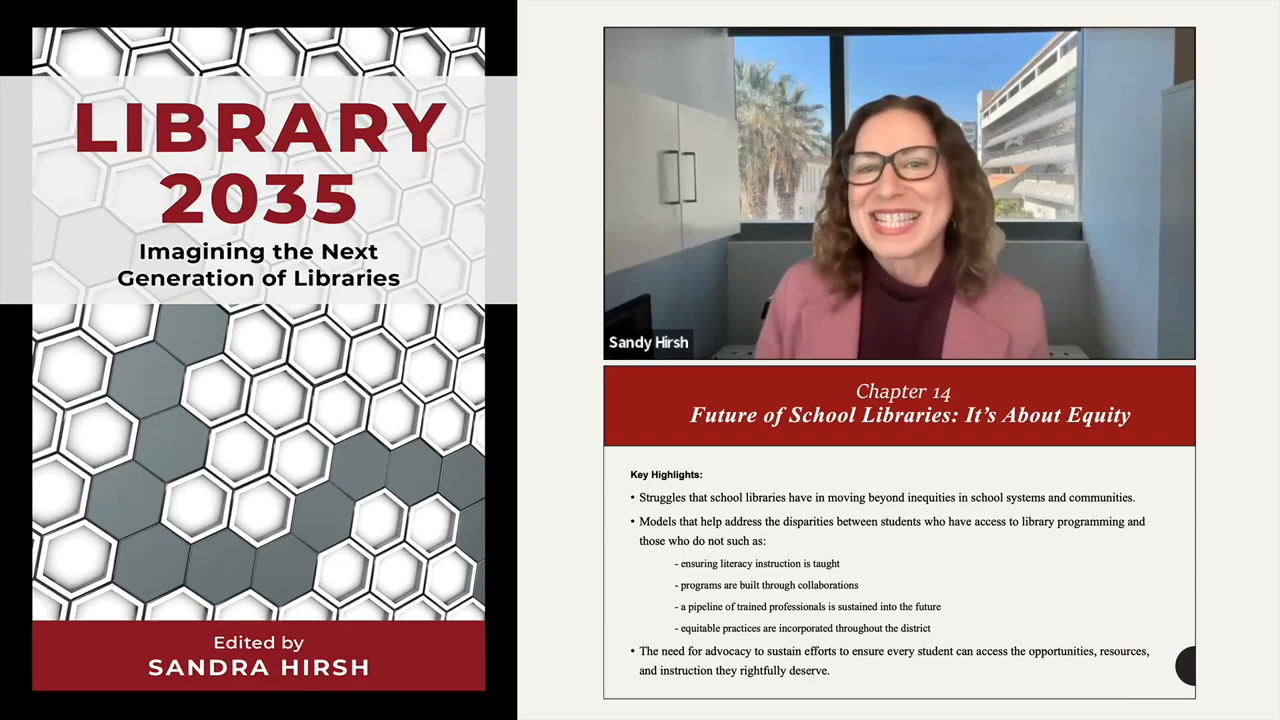 LIBRARY
2035
Imagining the Next
Generation of Libraries
Edited by
SANDRA HIRSH
Sandy Hirsh
Chapter 14
Future of School Libraries: It’s About Equity
Key Highlights:
• Struggles that school libraries have in moving beyond inequities in school systems and communities.
• Models that help address the disparities between students who have access to library programming and
those who do not such as:
- ensuring literacy instruction is taught
- programs are built through collaborations
- a pipeline of trained professionals is sustained into the future
- equitable practices are incorporated throughout the district
• The need for advocacy to sustain efforts to ensure every student can access the opportunities, resources,
and instruction they rightfully deserve.